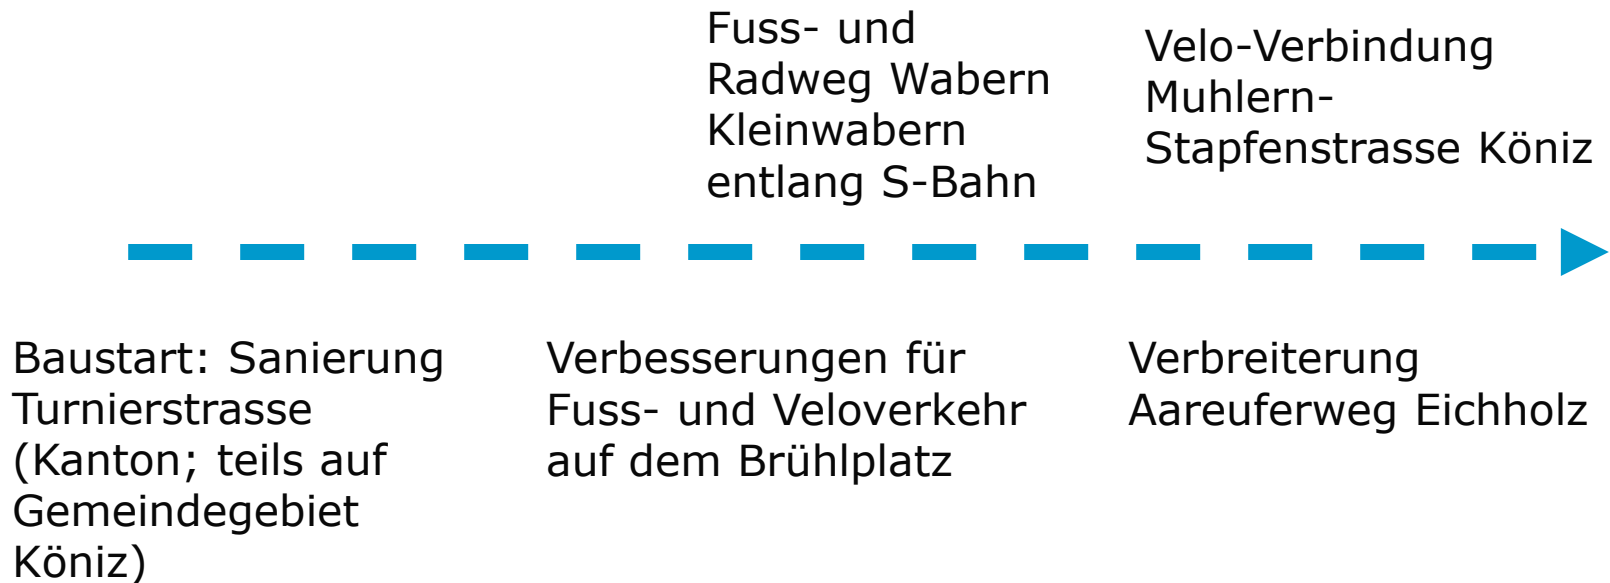 Fuss- und
Radweg Wabern
Kleinwabern
entlang S-Bahn
Velo-Verbindung
Muhlern-
Stapfenstrasse Köniz
Baustart: Sanierung
Turnierstrasse
(Kanton; teils auf
Gemeindegebiet
Köniz)
Verbesserungen für
Fuss- und Veloverkehr
auf dem Brühlplatz
Verbreiterung
Aareuferweg Eichholz